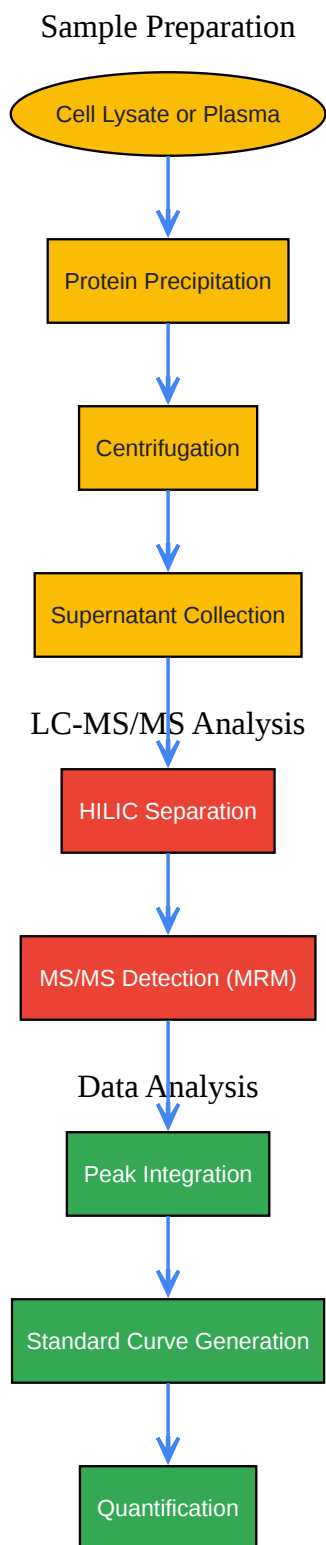 Sample Preparation
Cell Lysate or Plasma
Protein Precipitation
Centrifugation
Supernatant Collection
LC-MS/MS Analysis
HILIC Separation
MS/MS Detection (MRM)
Data Analysis
Peak Integration
Standard Curve Generation
Quantification